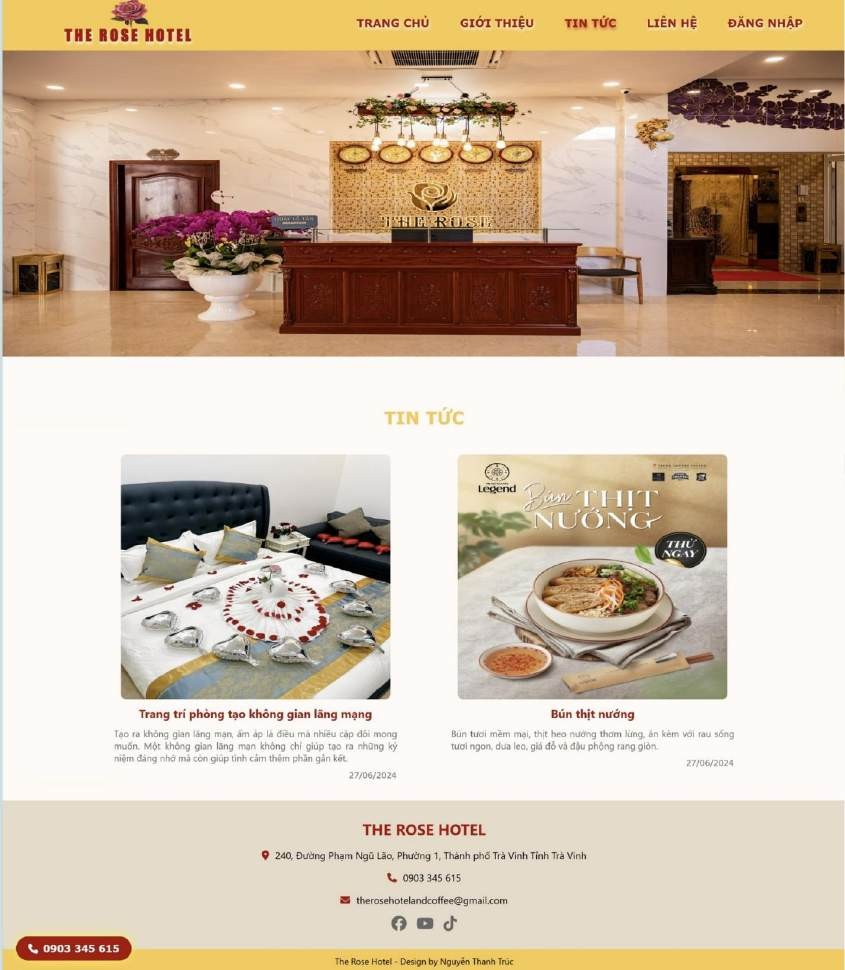 THE ROSE HOTEL
TRANG CHỦ GIỚI THIỆU TIN TỨC LIÊN HỆ ĐĂNG NHẬP
THE ROSE
TIN TỨC
Legend
Bún THỊT
NƯỚNG
THỬ
NGAY
Trang trí phòng tạo không gian lãng mạng
Tạo ra không gian lãng mạn, ấm áp là điều mà nhiều cặp đôi mong
muốn. Một không gian lãng mạn không chỉ giúp tạo ra những kỷ
niệm đáng nhớ mà còn giúp tình cảm thêm phần gắn kết.
27/06/2024
Bún thịt nướng
Bún tươi mềm mại, thịt heo nướng thơm lừng, ăn kèm với rau sống
tươi ngon, dưa leo, giá đỗ và đậu phộng rang giòn.
27/06/2024
THE ROSE HOTEL
240, Đường Phạm Ngũ Lão, Phường 1, Thành phố Trà Vinh Tỉnh Trà Vinh
0903 345 615
therosehotelandcoffee@gmail.com
0903 345 615
The Rose Hotel - Design by Nguyễn Thanh Trúc